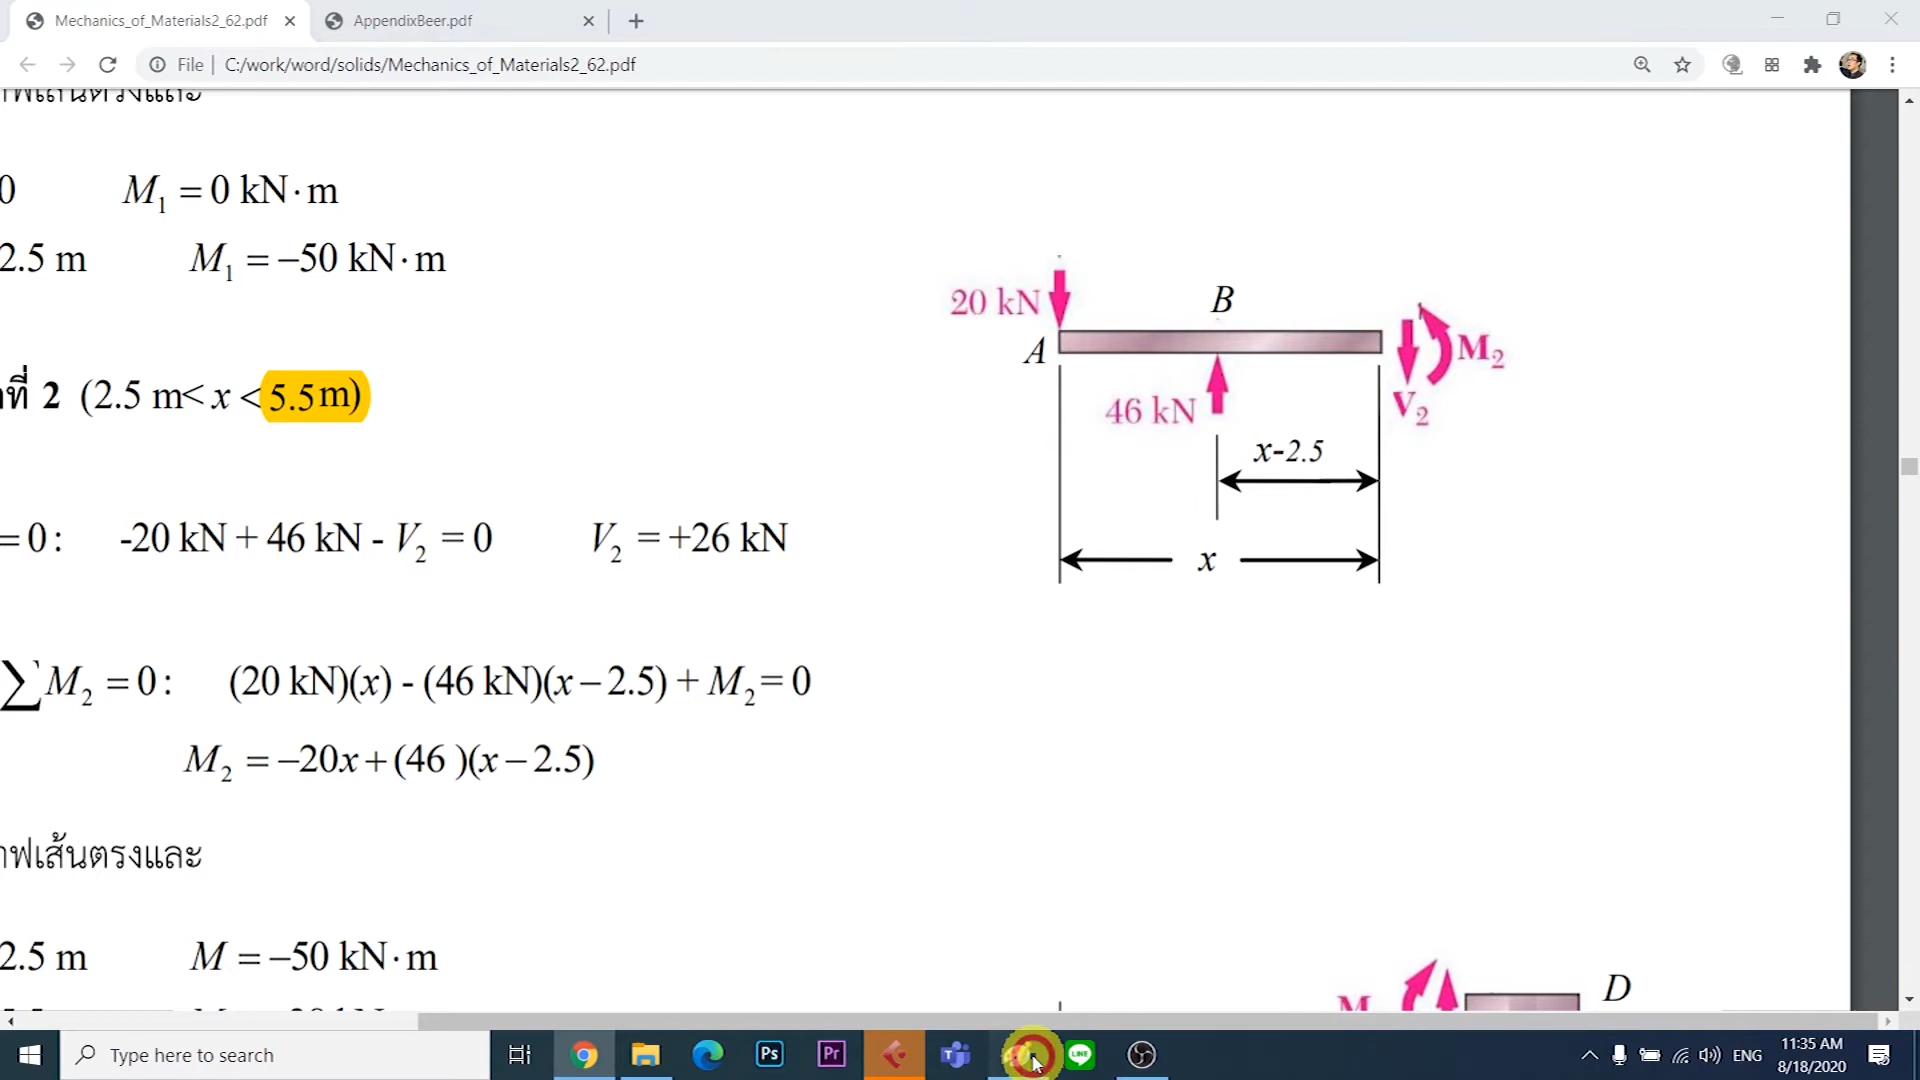 Mechanics_of_Materials2_62.pdf
AppendixBeer.pdf
File
C:/work/word/solids/Mechanics_of_Materials2_62.pdf
0 M₁ = 0 kN·m
2.5 m M₁ = −50 kN·m
20 kN
B
A
M₂
V₂
46 kN
x-2.5
x
ที่ 2 (2.5 m< x <5.5 m)
=0: -20 kN + 46 kN - V₂ = 0 V₂ = +26 kN
∑M₂ = 0: (20 kN)(x) - (46 kN)(x − 2.5) + M₂ = 0
M₂ = −20x + (46 )(x − 2.5)
าฟเส้นตรงและ
2.5 m M = −50 kN·m
D
M
Type here to search
Ps
Pr
LINE
ENG
11:35 AM
8/18/2020